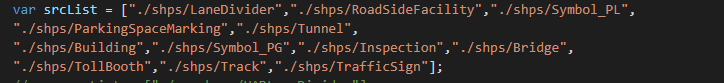 var srcList = ["./shps/LaneDivider","./shps/RoadSideFacility","./shps/Symbol_PL",
"./shps/ParkingSpaceMarking","./shps/Tunnel",
"./shps/Building","./shps/Symbol_PG","./shps/Inspection","./shps/Bridge",
"./shps/TollBooth","./shps/Track","./shps/TrafficSign"];